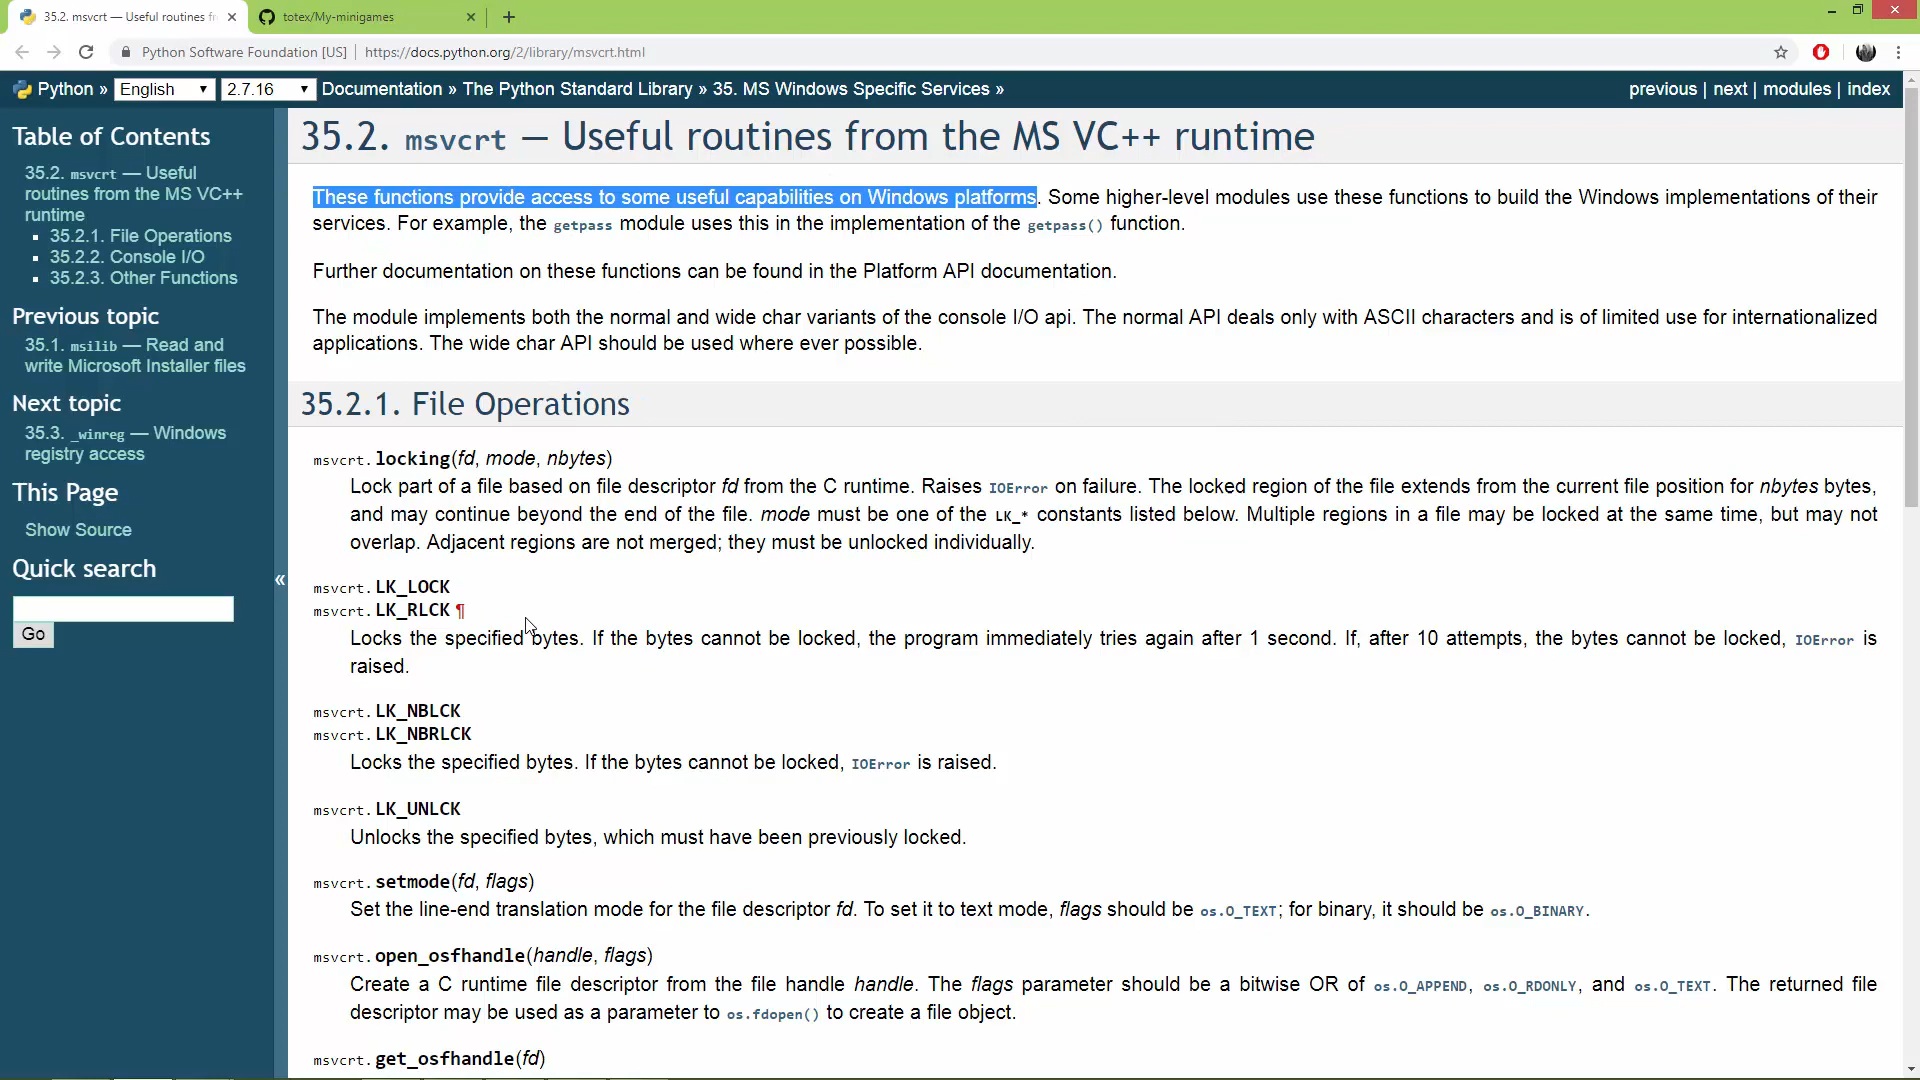 35.2. msvcrt — Useful routines fr
totex/My-minigames
Python Software Foundation [US] | https://docs.python.org/2/library/msvcrt.html
Python » English 2.7.16 Documentation » The Python Standard Library » 35. MS Windows Specific Services »
previous | next | modules | index
Table of Contents
35.2. msvcrt — Useful
routines from the MS VC++
runtime
35.2.1. File Operations
35.2.2. Console I/O
35.2.3. Other Functions
Previous topic
35.1. msilib — Read and
write Microsoft Installer files
Next topic
35.3. _winreg — Windows
registry access
This Page
Show Source
Quick search
Go
«
35.2. msvcrt — Useful routines from the MS VC++ runtime
These functions provide access to some useful capabilities on Windows platforms. Some higher-level modules use these functions to build the Windows implementations of their
services. For example, the getpass module uses this in the implementation of the getpass() function.
Further documentation on these functions can be found in the Platform API documentation.
The module implements both the normal and wide char variants of the console I/O api. The normal API deals only with ASCII characters and is of limited use for internationalized
applications. The wide char API should be used where ever possible.
35.2.1. File Operations
msvcrt.locking(fd, mode, nbytes)
Lock part of a file based on file descriptor fd from the C runtime. Raises IOError on failure. The locked region of the file extends from the current file position for nbytes bytes,
and may continue beyond the end of the file. mode must be one of the LK_* constants listed below. Multiple regions in a file may be locked at the same time, but may not
overlap. Adjacent regions are not merged; they must be unlocked individually.
msvcrt.LK_LOCK
msvcrt.LK_RLCK ¶
Locks the specified bytes. If the bytes cannot be locked, the program immediately tries again after 1 second. If, after 10 attempts, the bytes cannot be locked, IOError is
raised.
msvcrt.LK_NBLCK
msvcrt.LK_NBRLCK
Locks the specified bytes. If the bytes cannot be locked, IOError is raised.
msvcrt.LK_UNLCK
Unlocks the specified bytes, which must have been previously locked.
msvcrt.setmode(fd, flags)
Set the line-end translation mode for the file descriptor fd. To set it to text mode, flags should be os.O_TEXT; for binary, it should be os.O_BINARY.
msvcrt.open_osfhandle(handle, flags)
Create a C runtime file descriptor from the file handle handle. The flags parameter should be a bitwise OR of os.O_APPEND, os.O_RDONLY, and os.O_TEXT. The returned file
descriptor may be used as a parameter to os.fdopen() to create a file object.
msvcrt.get_osfhandle(fd)